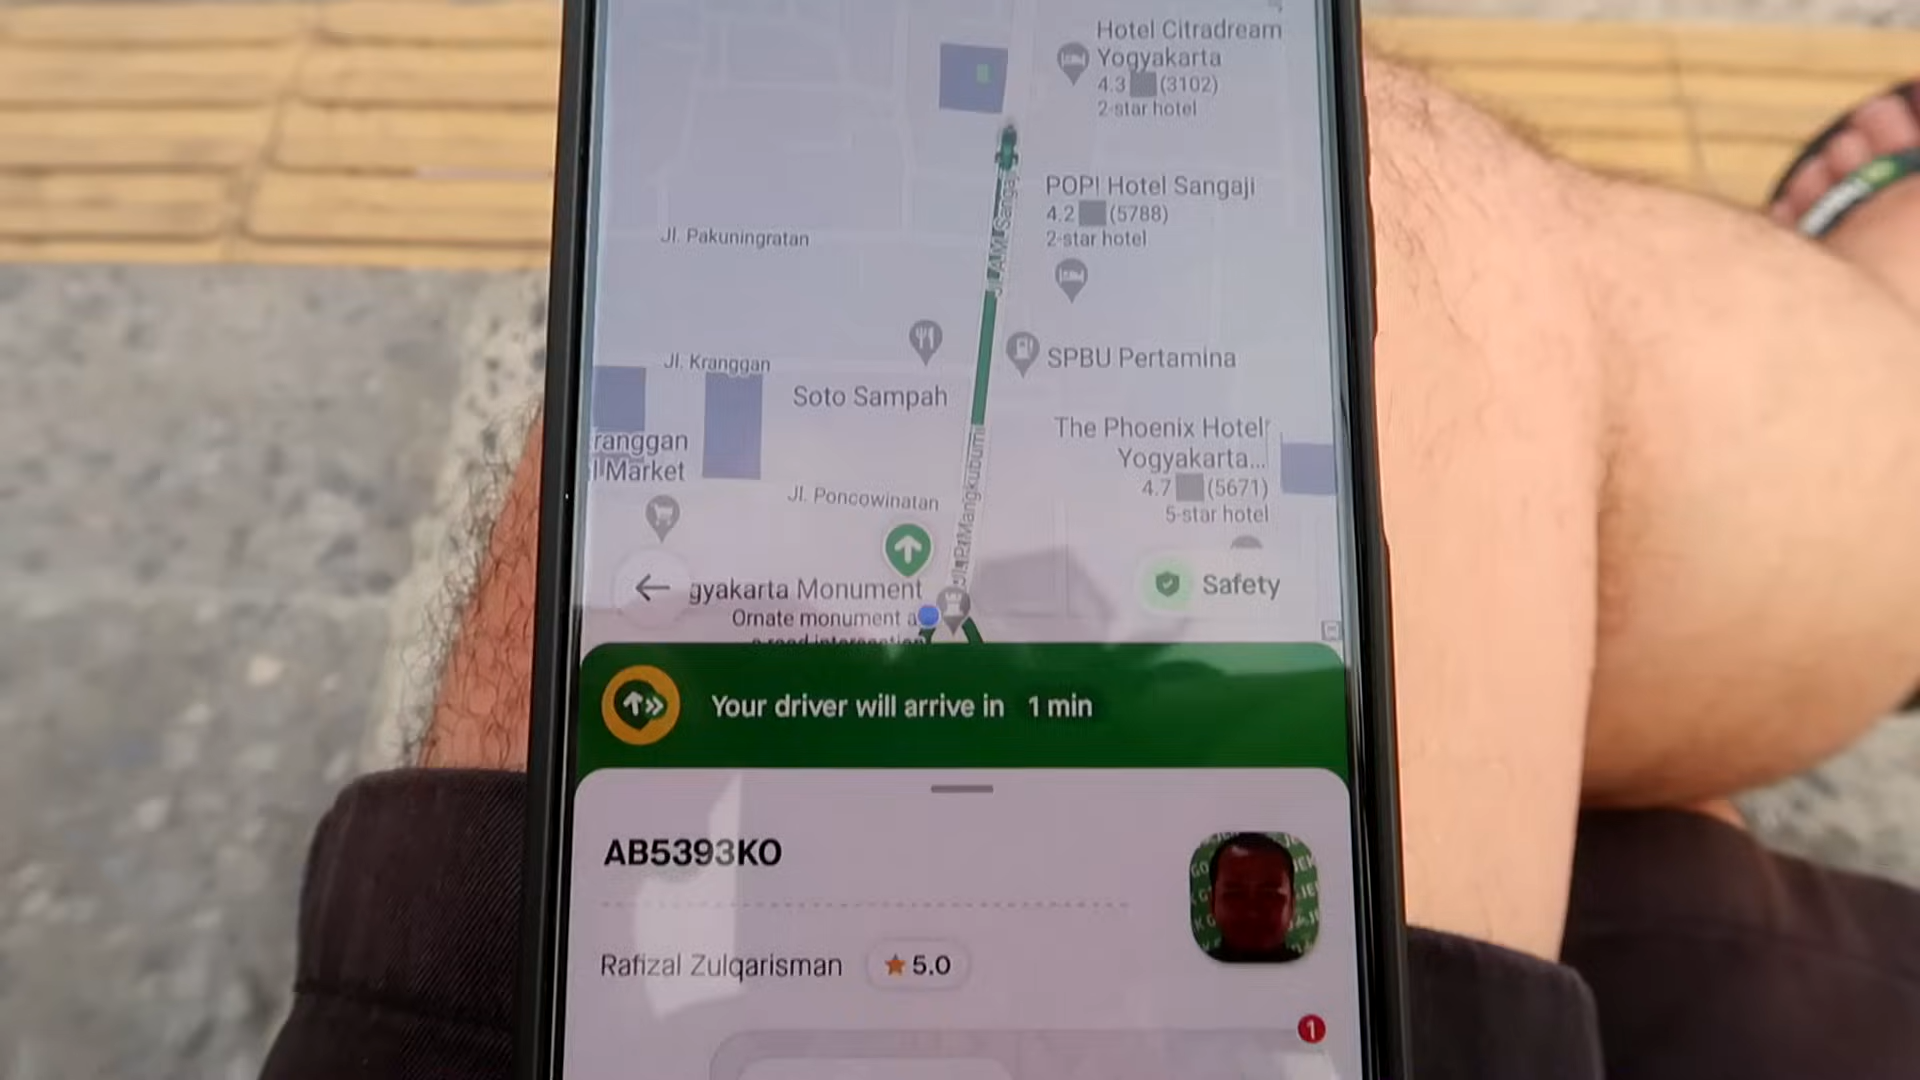 Hotel Citradream
Yogyakarta
4.3 (3102)
2-star hotel
POP! Hotel Sangaji
4.2 (5788)
2-star hotel
Jl. A.M. Sangaji
Jl. Pakuningratan
Jl. Kranggan
SPBU Pertamina
Soto Sampah
The Phoenix Hotel
Yogyakarta...
4.7 (5671)
5-star hotel
ranggan
l Market
Jl. Poncowinatan
Mangkubumi
gyakarta Monument
Ornate monument a
Safety
Your driver will arrive in 1 min
AB5393KO
Rafizal Zulqarisman
5.0
1